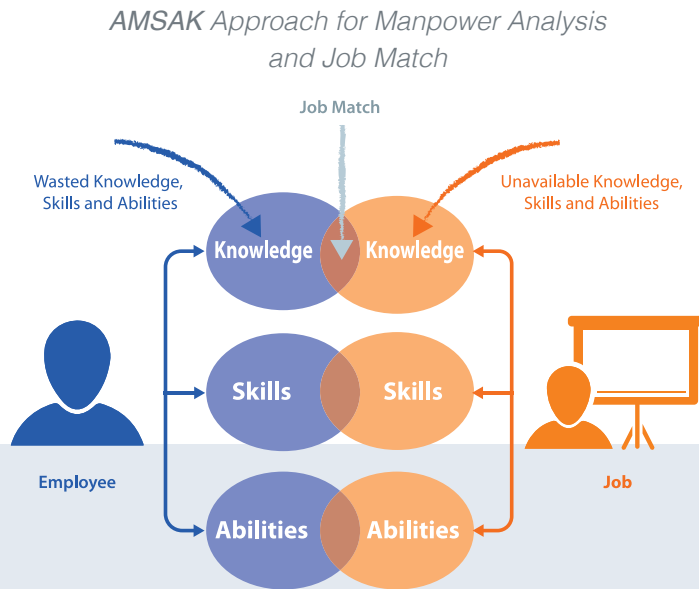 AMSAK Approach for Manpower Analysis
and Job Match
Job Match
Wasted Knowledge,
Skills and Abilities
Unavailable Knowledge,
Skills and Abilities
Knowledge
Knowledge
Skills
Skills
Employee
Job
Abilities
Abilities